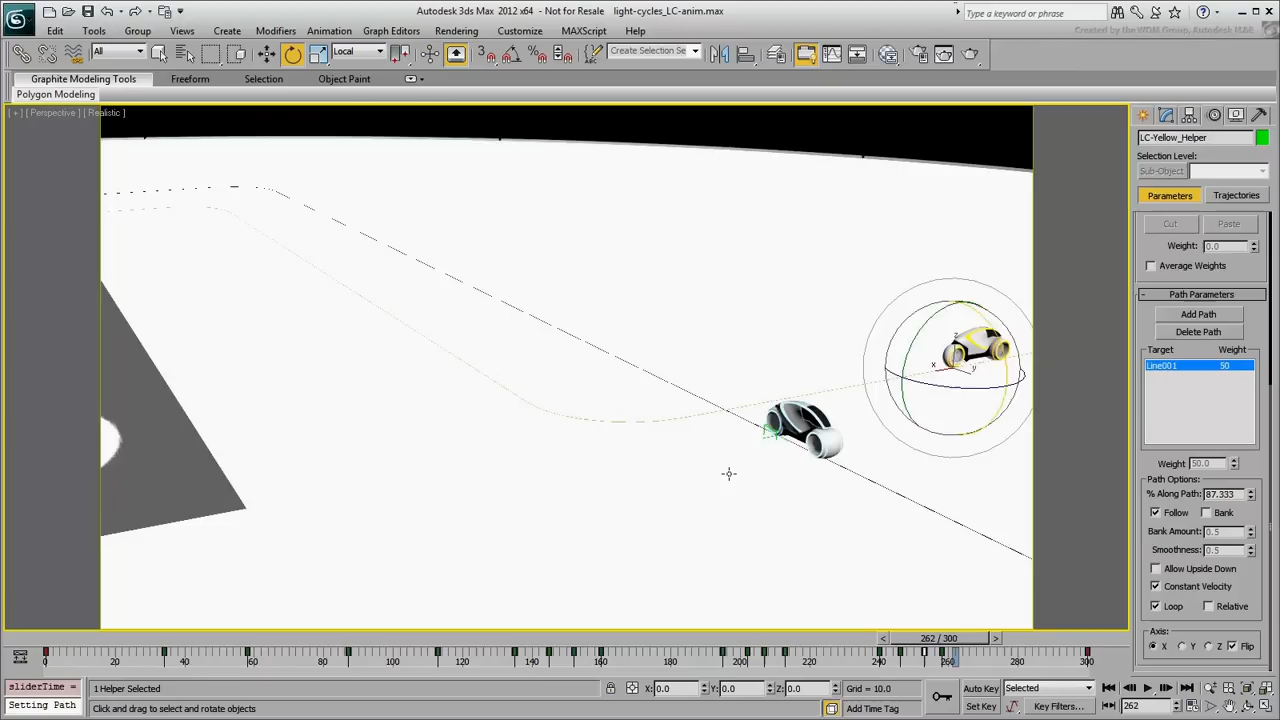 Autodesk 3ds Max 2012 x64 - Not for Resale light-cycles_LC-anim.max
Type a keyword or phrase
Edit Tools Group Views Create Modifiers Animation Graph Editors Rendering Customize MAXScript Help
Created by the WDM Group, Autodesk M&E
All Local Create Selection Se
Graphite Modeling Tools Freeform Selection Object Paint
Polygon Modeling
[ + ] [ Perspective ] [ Realistic ]
LC-Yellow_Helper
Selection Level:
Sub-Object
Parameters Trajectories
Cut Paste
Weight: 0.0
Average Weights
- Path Parameters
Add Path
Delete Path
Target Weight
Line001 50
Weight 50.0
Path Options:
% Along Path: 87.333
Follow Bank
Bank Amount: 0.5
Smoothness: 0.5
Allow Upside Down
Constant Velocity
Loop Relative
Axis:
X Y Z Flip
z
x y
< 262 / 300 >
0 20 40 60 80 100 120 140 160 180 200 220 240 260 280 300
sliderTime = 1 Helper Selected X: 0.0 Y: 0.0 Z: 0.0 Grid = 10.0 Auto Key Selected
Setting Path Click and drag to select and rotate objects Add Time Tag Set Key Key Filters... 262